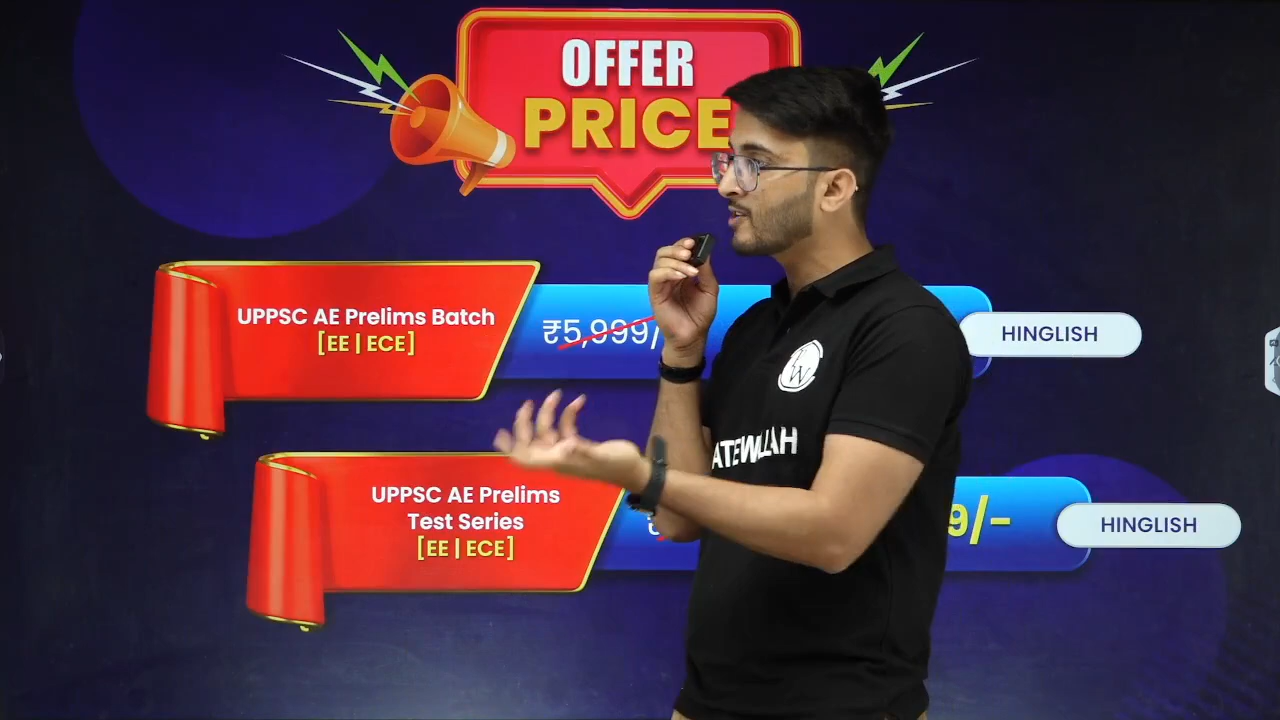 OFFER
PRICE
UPPSC AE Prelims Batch
[EE | ECE]
₹5,999/
HINGLISH
ATEWALLAH
UPPSC AE Prelims
Test Series
[EE | ECE]
9/-
HINGLISH